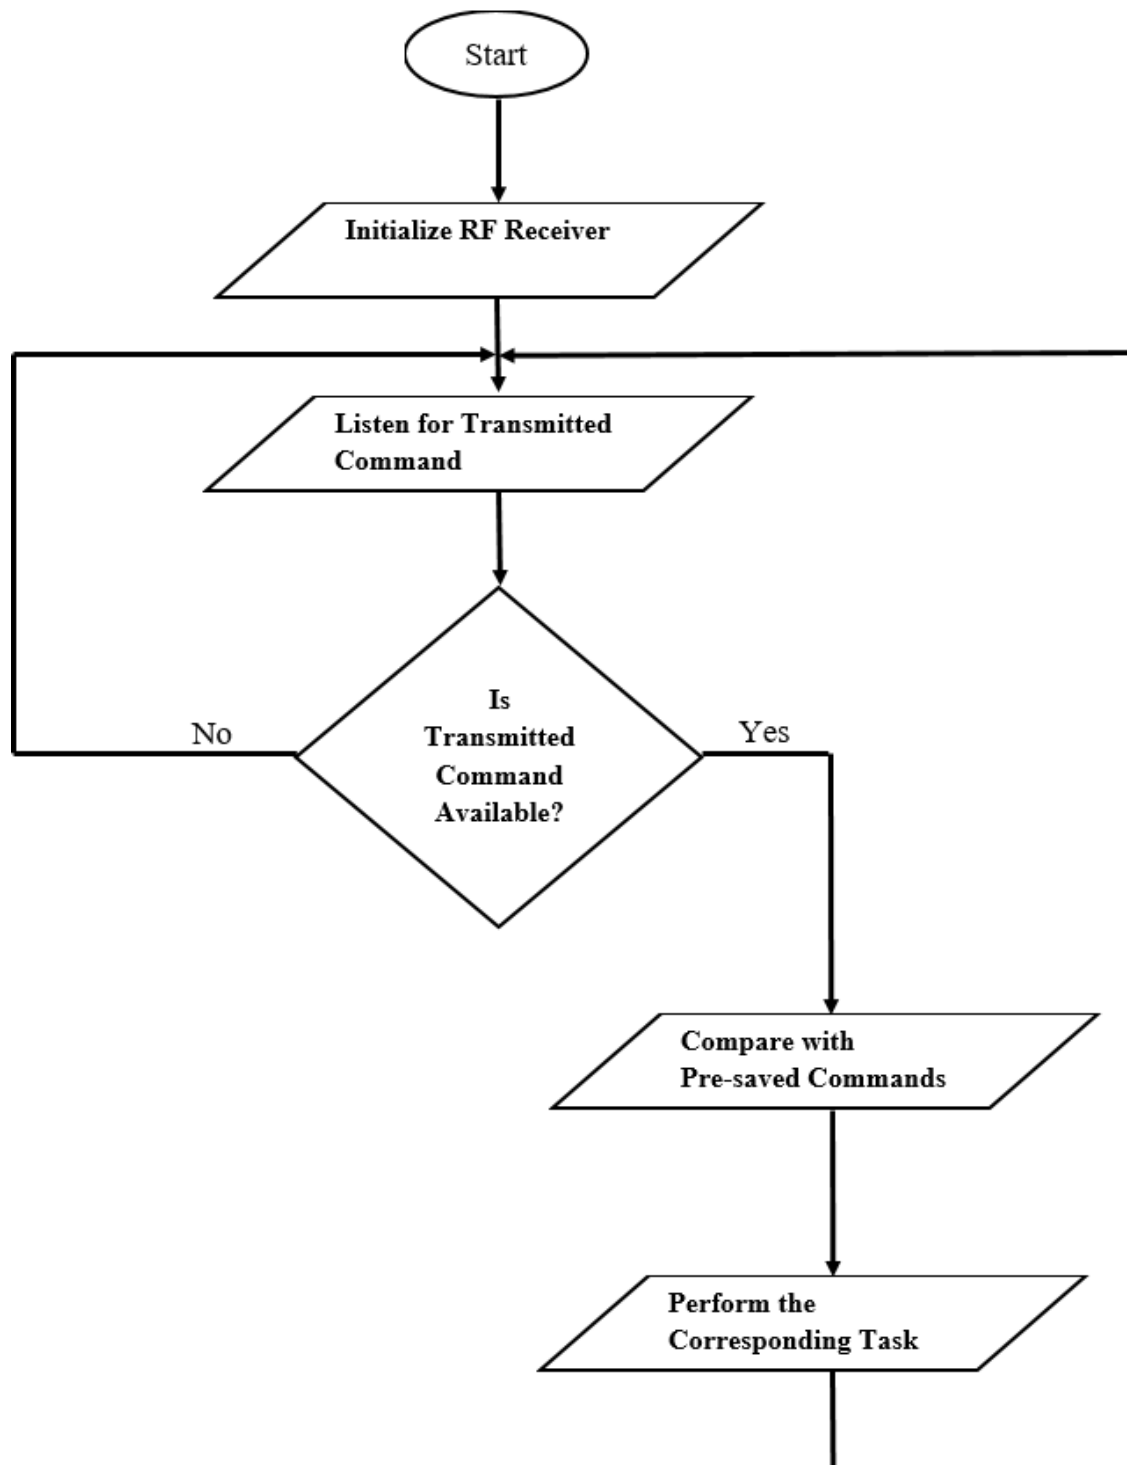 Start
Initialize RF Receiver
Listen for Transmitted
Command
Is
Transmitted
Command
Available?
No
Yes
Compare with
Pre-saved Commands
Perform the
Corresponding Task